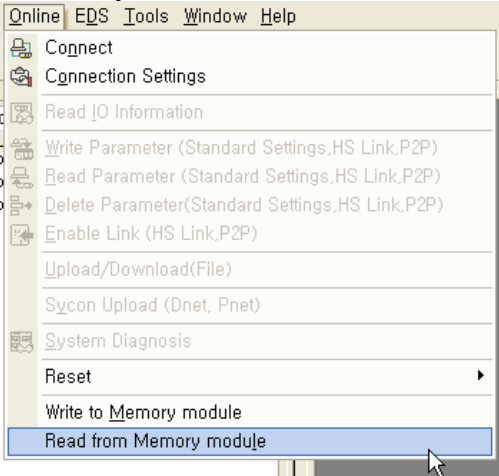 Online EDS Tools Window Help
Connect
Connection Settings
Read IO Information
Write Parameter (Standard Settings,HS Link,P2P)
Read Parameter (Standard Settings,HS Link,P2P)
Delete Parameter(Standard Settings,HS Link,P2P)
Enable Link (HS Link,P2P)
Upload/Download(File)
Sycon Upload (Dnet, Pnet)
System Diagnosis
Reset
Write to Memory module
Read from Memory module